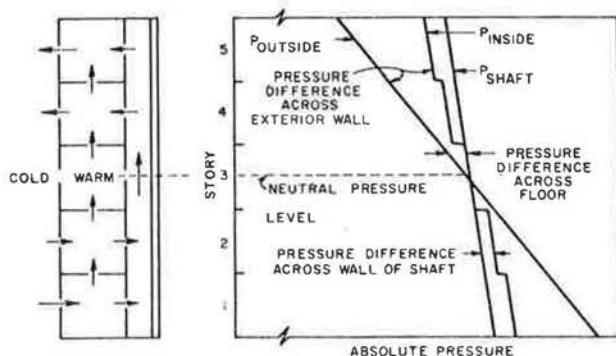 COLD WARM
STORY
5
4
3
2
1
P OUTSIDE
P INSIDE
P SHAFT
PRESSURE
DIFFERENCE
ACROSS
EXTERIOR WALL
PRESSURE
DIFFERENCE
ACROSS
FLOOR
NEUTRAL PRESSURE
LEVEL
PRESSURE DIFFERENCE
ACROSS WALL OF SHAFT
ABSOLUTE PRESSURE